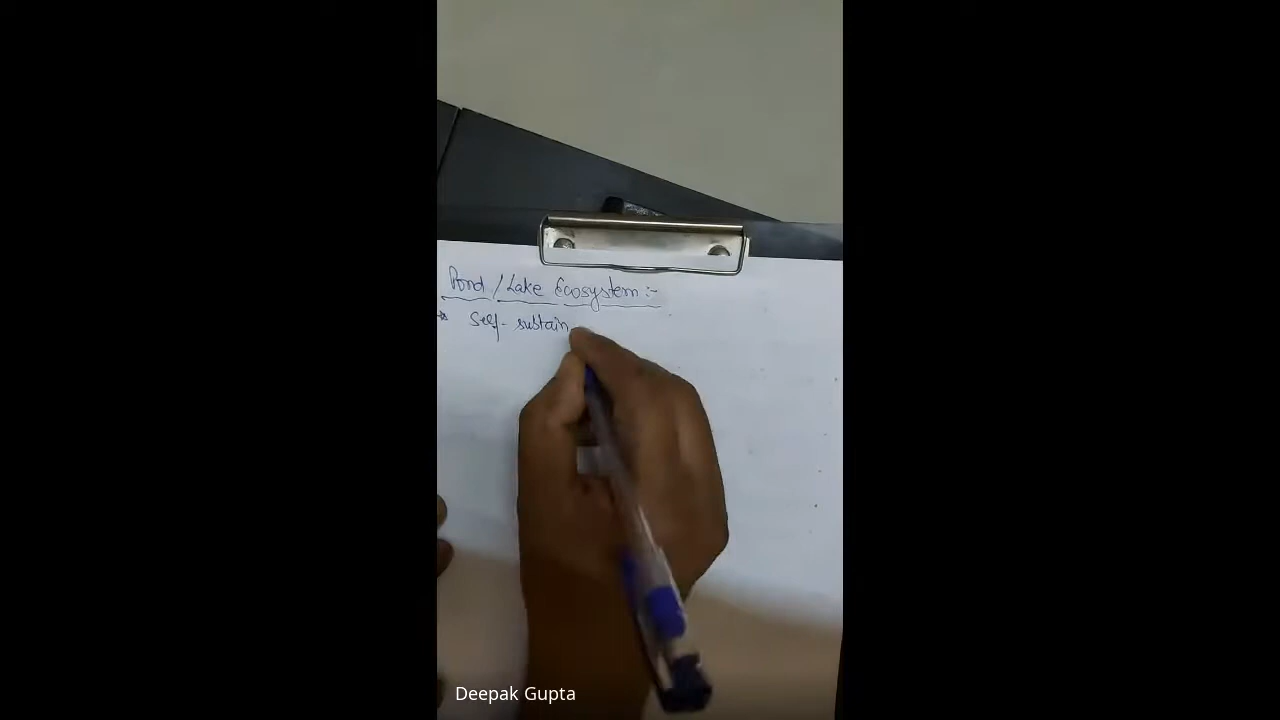 Pond / Lake Ecosystem :-
* Self- sustain
Deepak Gupta